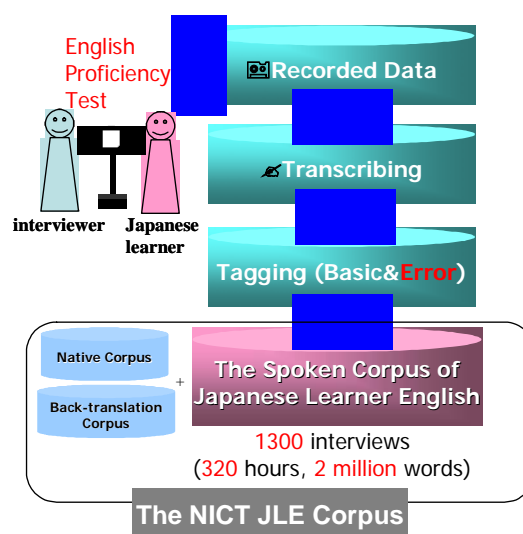 English
Proficiency
Test
Recorded Data
interviewer
Japanese
learner
Transcribing
Tagging (Basic&Error)
Native Corpus
Back-translation
Corpus
+
The Spoken Corpus of
Japanese Learner English
1300 interviews
(320 hours, 2 million words)
The NICT JLE Corpus